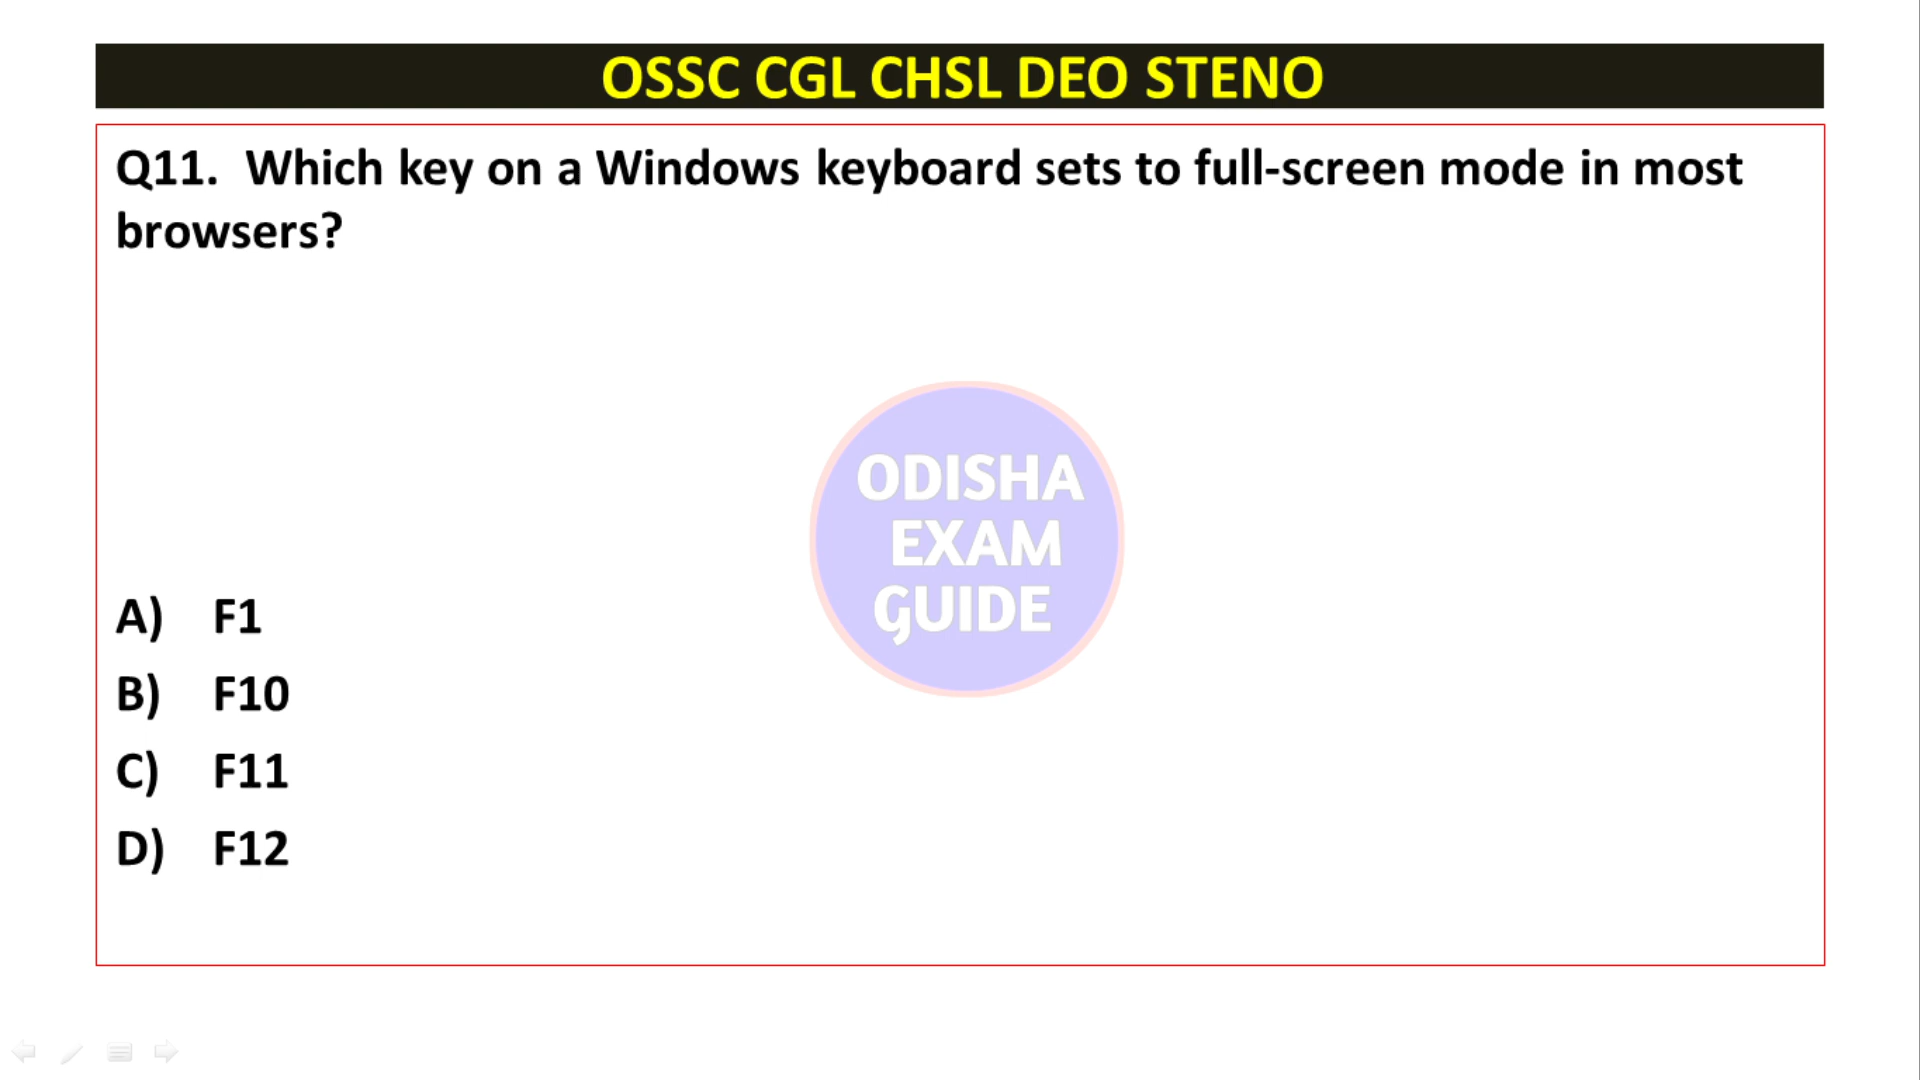 OSSC CGL CHSL DEO STENO
Q11. Which key on a Windows keyboard sets to full-screen mode in most
browsers?
ODISHA
EXAM
GUIDE
A) F1
B) F10
C) F11
D) F12